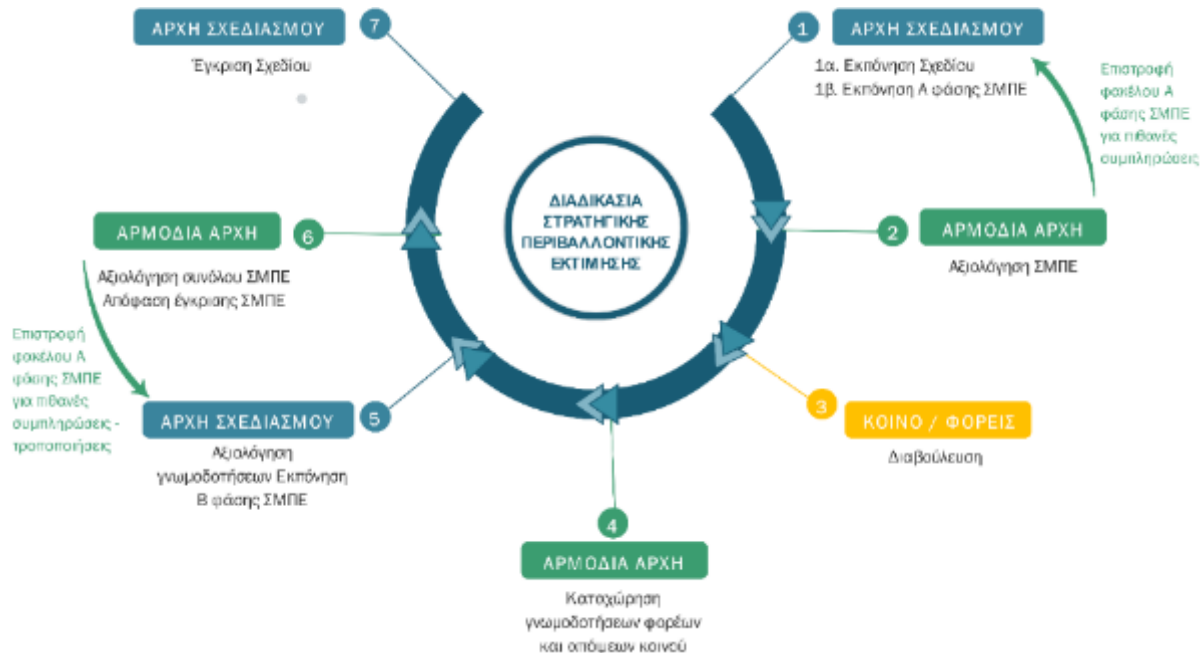 ΔΙΑΔΙΚΑΣΙΑ
ΣΤΡΑΤΗΓΙΚΗΣ
ΠΕΡΙΒΑΛΛΟΝΤΙΚΗΣ
ΕΚΤΙΜΗΣΗΣ
1
ΑΡΧΗ ΣΧΕΔΙΑΣΜΟΥ
1α. Εκπόνηση Σχεδίου
1β. Εκπόνηση Α φάσης ΣΜΠΕ
Επιστροφή
φακέλου Α
φάσης ΣΜΠΕ
για πιθανές
συμπληρώσεις
2
ΑΡΜΟΔΙΑ ΑΡΧΗ
Αξιολόγηση ΣΜΠΕ
3
ΚΟΙΝΟ / ΦΟΡΕΙΣ
Διαβούλευση
4
ΑΡΜΟΔΙΑ ΑΡΧΗ
Καταχώρηση
γνωμοδοτήσεων φορέων
και απόψεων κοινού
5
ΑΡΧΗ ΣΧΕΔΙΑΣΜΟΥ
Αξιολόγηση
γνωμοδοτήσεων Εκπόνηση
Β φάσης ΣΜΠΕ
6
ΑΡΜΟΔΙΑ ΑΡΧΗ
Αξιολόγηση συνόλου ΣΜΠΕ
Απόφαση έγκρισης ΣΜΠΕ
Επιστροφή
φακέλου Α
φάσης ΣΜΠΕ
για πιθανές
συμπληρώσεις -
τροποποιήσεις
7
ΑΡΧΗ ΣΧΕΔΙΑΣΜΟΥ
Έγκριση Σχεδίου